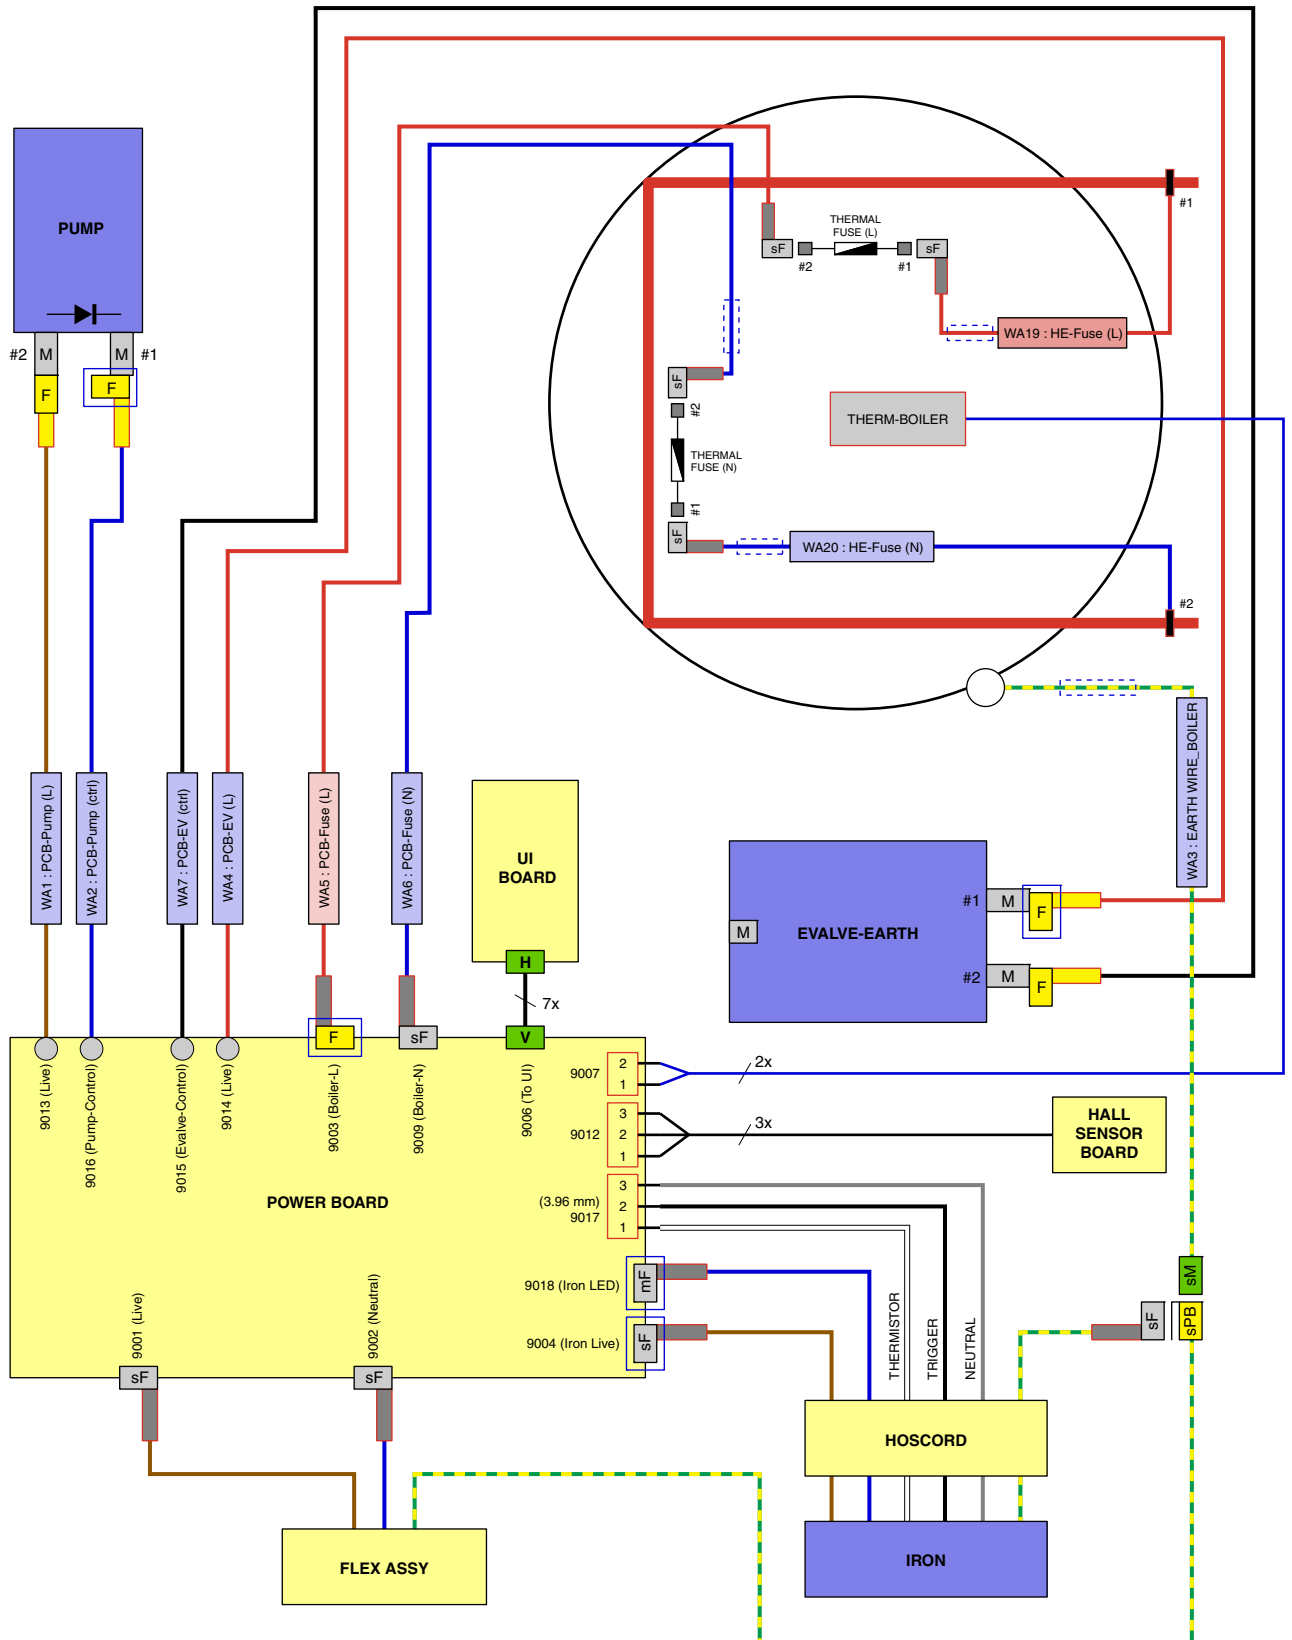 #1
THERMAL
FUSE (L)
sF
sF
#2
#1
PUMP
WA19 : HE-Fuse (L)
#2
M
M
#1
F
F
sF
#2
THERM-BOILER
THERMAL
FUSE (N)
#1
sF
WA20 : HE-Fuse (N)
#2
WA3 : EARTH WIRE_BOILER
WA1 : PCB-Pump (L)
WA2 : PCB-Pump (ctrl)
WA7 : PCB-EV (ctrl)
WA4 : PCB-EV (L)
WA5 : PCB-Fuse (L)
WA6 : PCB-Fuse (N)
UI
BOARD
H
7x
V
#1
M
F
M
EVALVE-EARTH
#2
M
F
F
sF
9013 (Live)
9016 (Pump-Control)
9015 (Evalve-Control)
9014 (Live)
9003 (Boiler-L)
9009 (Boiler-N)
9006 (To UI)
9007
2
1
2x
9012
3
2
1
3x
HALL
SENSOR
BOARD
POWER BOARD
(3.96 mm)
9017
3
2
1
9018 (Iron LED)
mF
9004 (Iron Live)
sF
THERMISTOR
TRIGGER
NEUTRAL
sM
sF
sPB
9001 (Live)
9002 (Neutral)
sF
sF
HOSCORD
FLEX ASSY
IRON